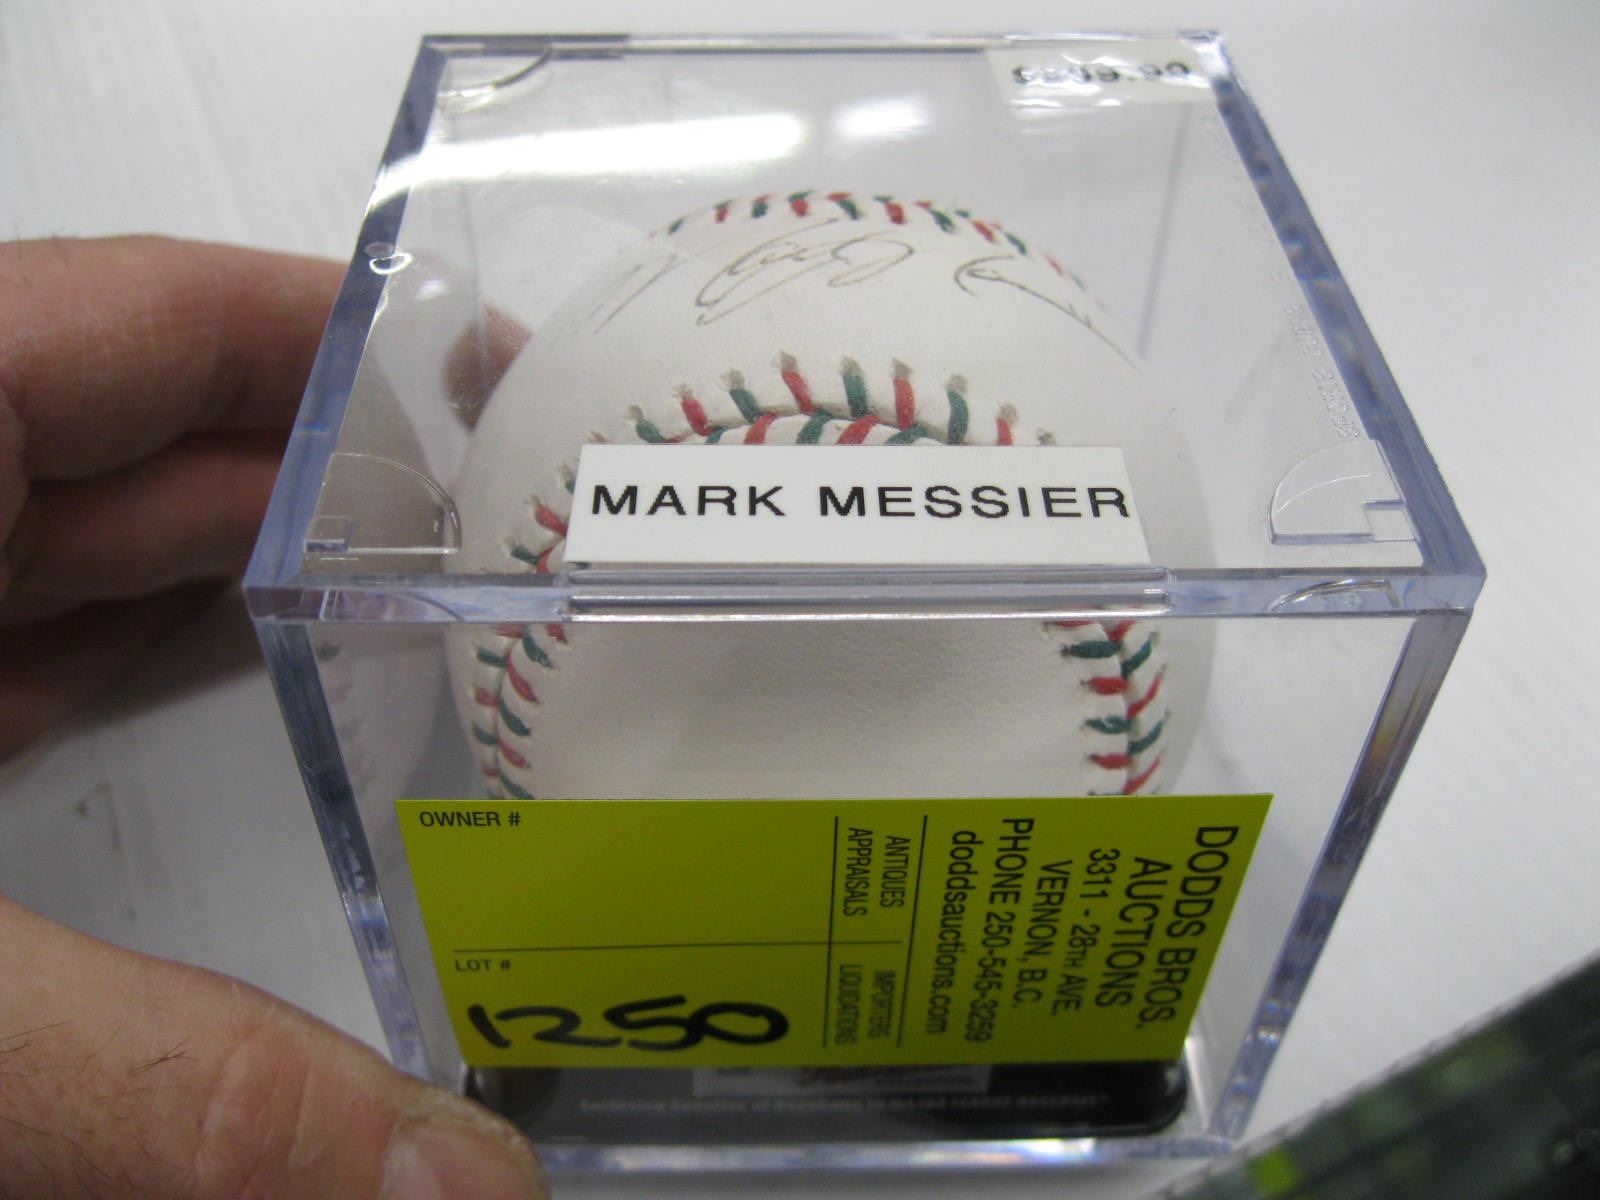 MARK MESSIER
OWNER #
LOT #
1250
ANTIQUES
APPRAISALS
IMPORTERS
LIQUIDATIONS
DODDS BROS.
AUCTIONS
3311 - 28TH AVE.
VERNON, B.C.
PHONE 250-545-3259
doddsauctions.com
COLLECTION